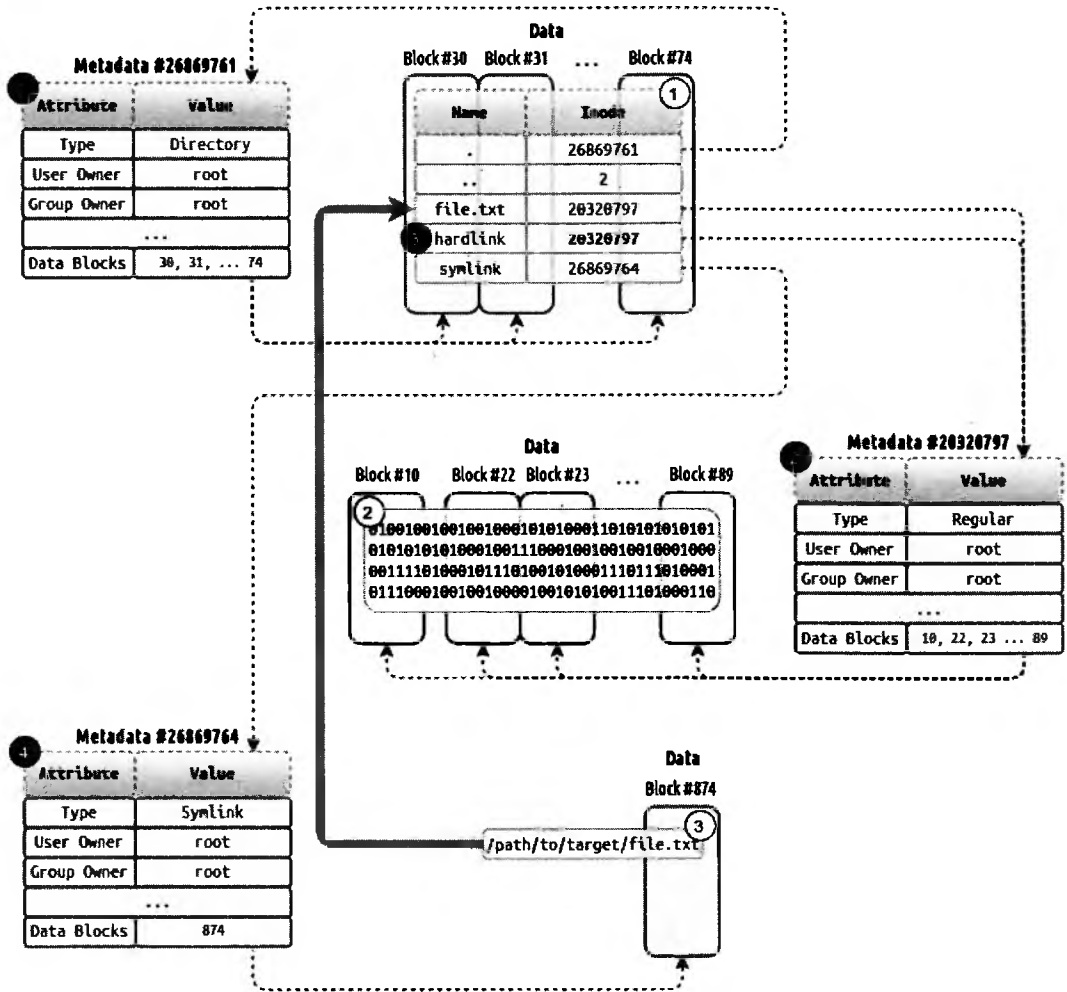 Data
Block #30 Block #31 ... Block #74
Metadata #26869761
Attribute Value
Type Directory
User Owner root
Group Owner root
...
Data Blocks 30, 31, ... 74
1
Name Inode
. 26869761
.. 2
file.txt 20320797
hardlink 20320797
symlink 26869764
Data
Block #10 Block #22 Block #23 ... Block #89
2
010010010010010001010100011010101010101
010101010101000100111000100100100100001000
001111010001011101001010001110111010001
011100010010010000100101010011101000110
Metadata #20320797
Attribute Value
Type Regular
User Owner root
Group Owner root
...
Data Blocks 10, 22, 23 ... 89
Metadata #26869764
4
Attribute Value
Type Symlink
User Owner root
Group Owner root
...
Data Blocks 874
Data
Block #874
3
/path/to/target/file.txt